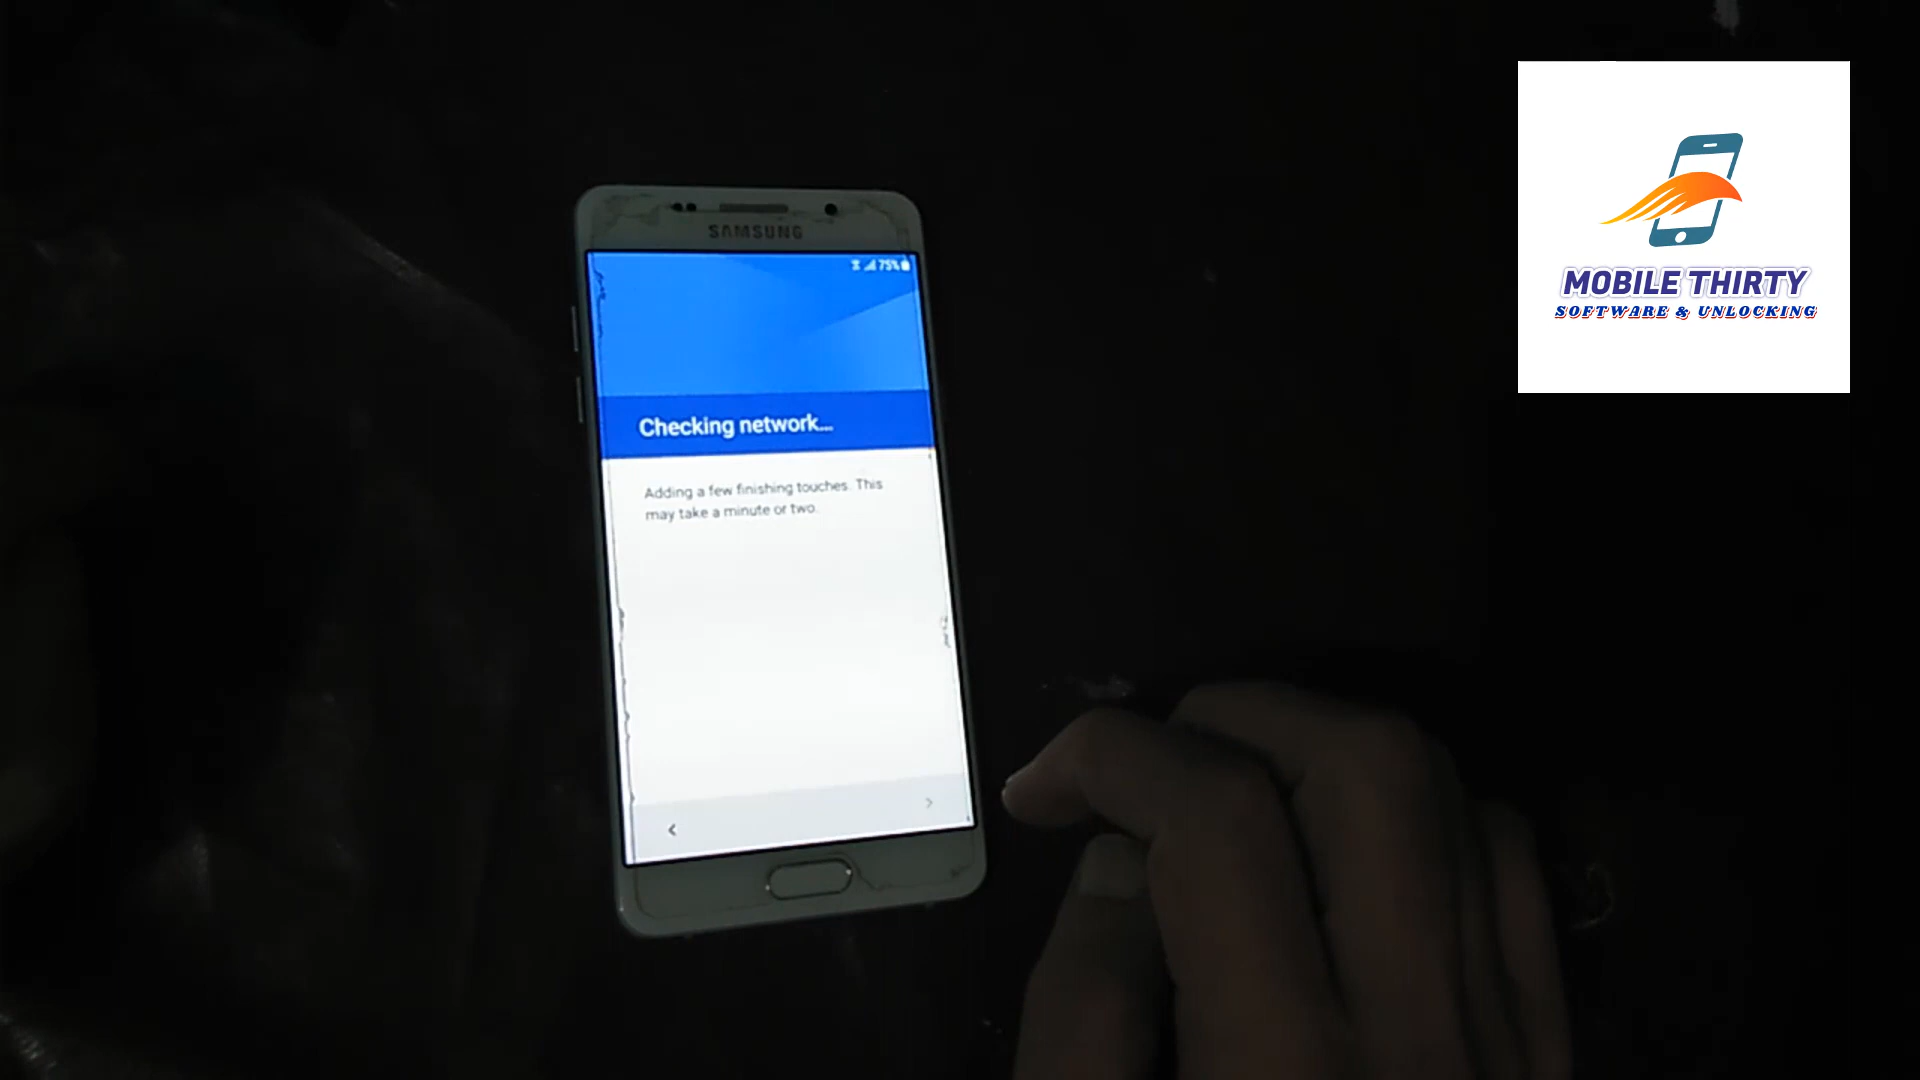 SAMSUNG
75%
Checking network...
Adding a few finishing touches. This
may take a minute or two.
MOBILE THIRTY
SOFTWARE & UNLOCKING